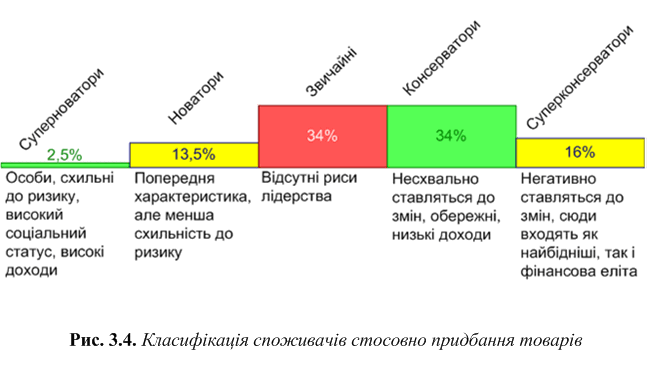 Суперноватори
Новатори
Звичайні
Консерватори
Суперконсерватори
2,5%
13,5%
34%
34%
16%
Особи, схильні
до ризику,
високий
соціальний
статус, високі
доходи
Попередня
характеристика,
але менша
схильність до
ризику
Відсутні риси
лідерства
Несхвально
ставляться до
змін, обережні,
низькі доходи
Негативно
ставляться до
змін, сюди
входять як
найбідніші, так і
фінансова еліта
Рис. 3.4. Класифікація споживачів стосовно придбання товарів